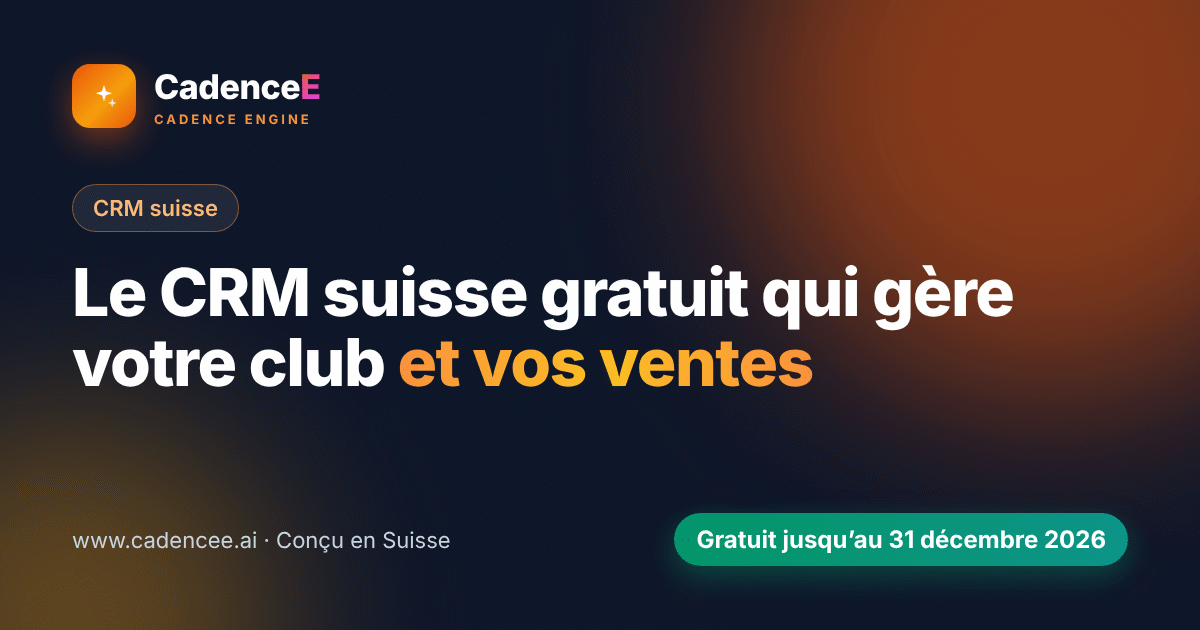 CadenceE
CADENCE ENGINE
CRM suisse
Le CRM suisse gratuit qui gère
votre club et vos ventes
www.cadencee.ai · Conçu en Suisse
Gratuit jusqu’au 31 décembre 2026